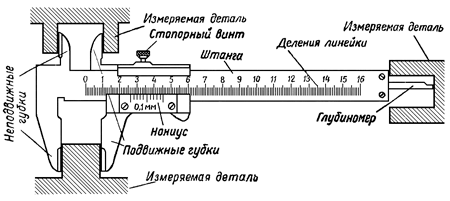 Измеряемая деталь
Стопорный винт
Измеряемая деталь
Штанга
Деления линейки
0 1 2 3 4 5 6 7 8 9 10 11 12 13 14 15 16
Неподвижные
губки
0,1мм
Нониус
Глубиномер
Подвижные губки
Измеряемая деталь